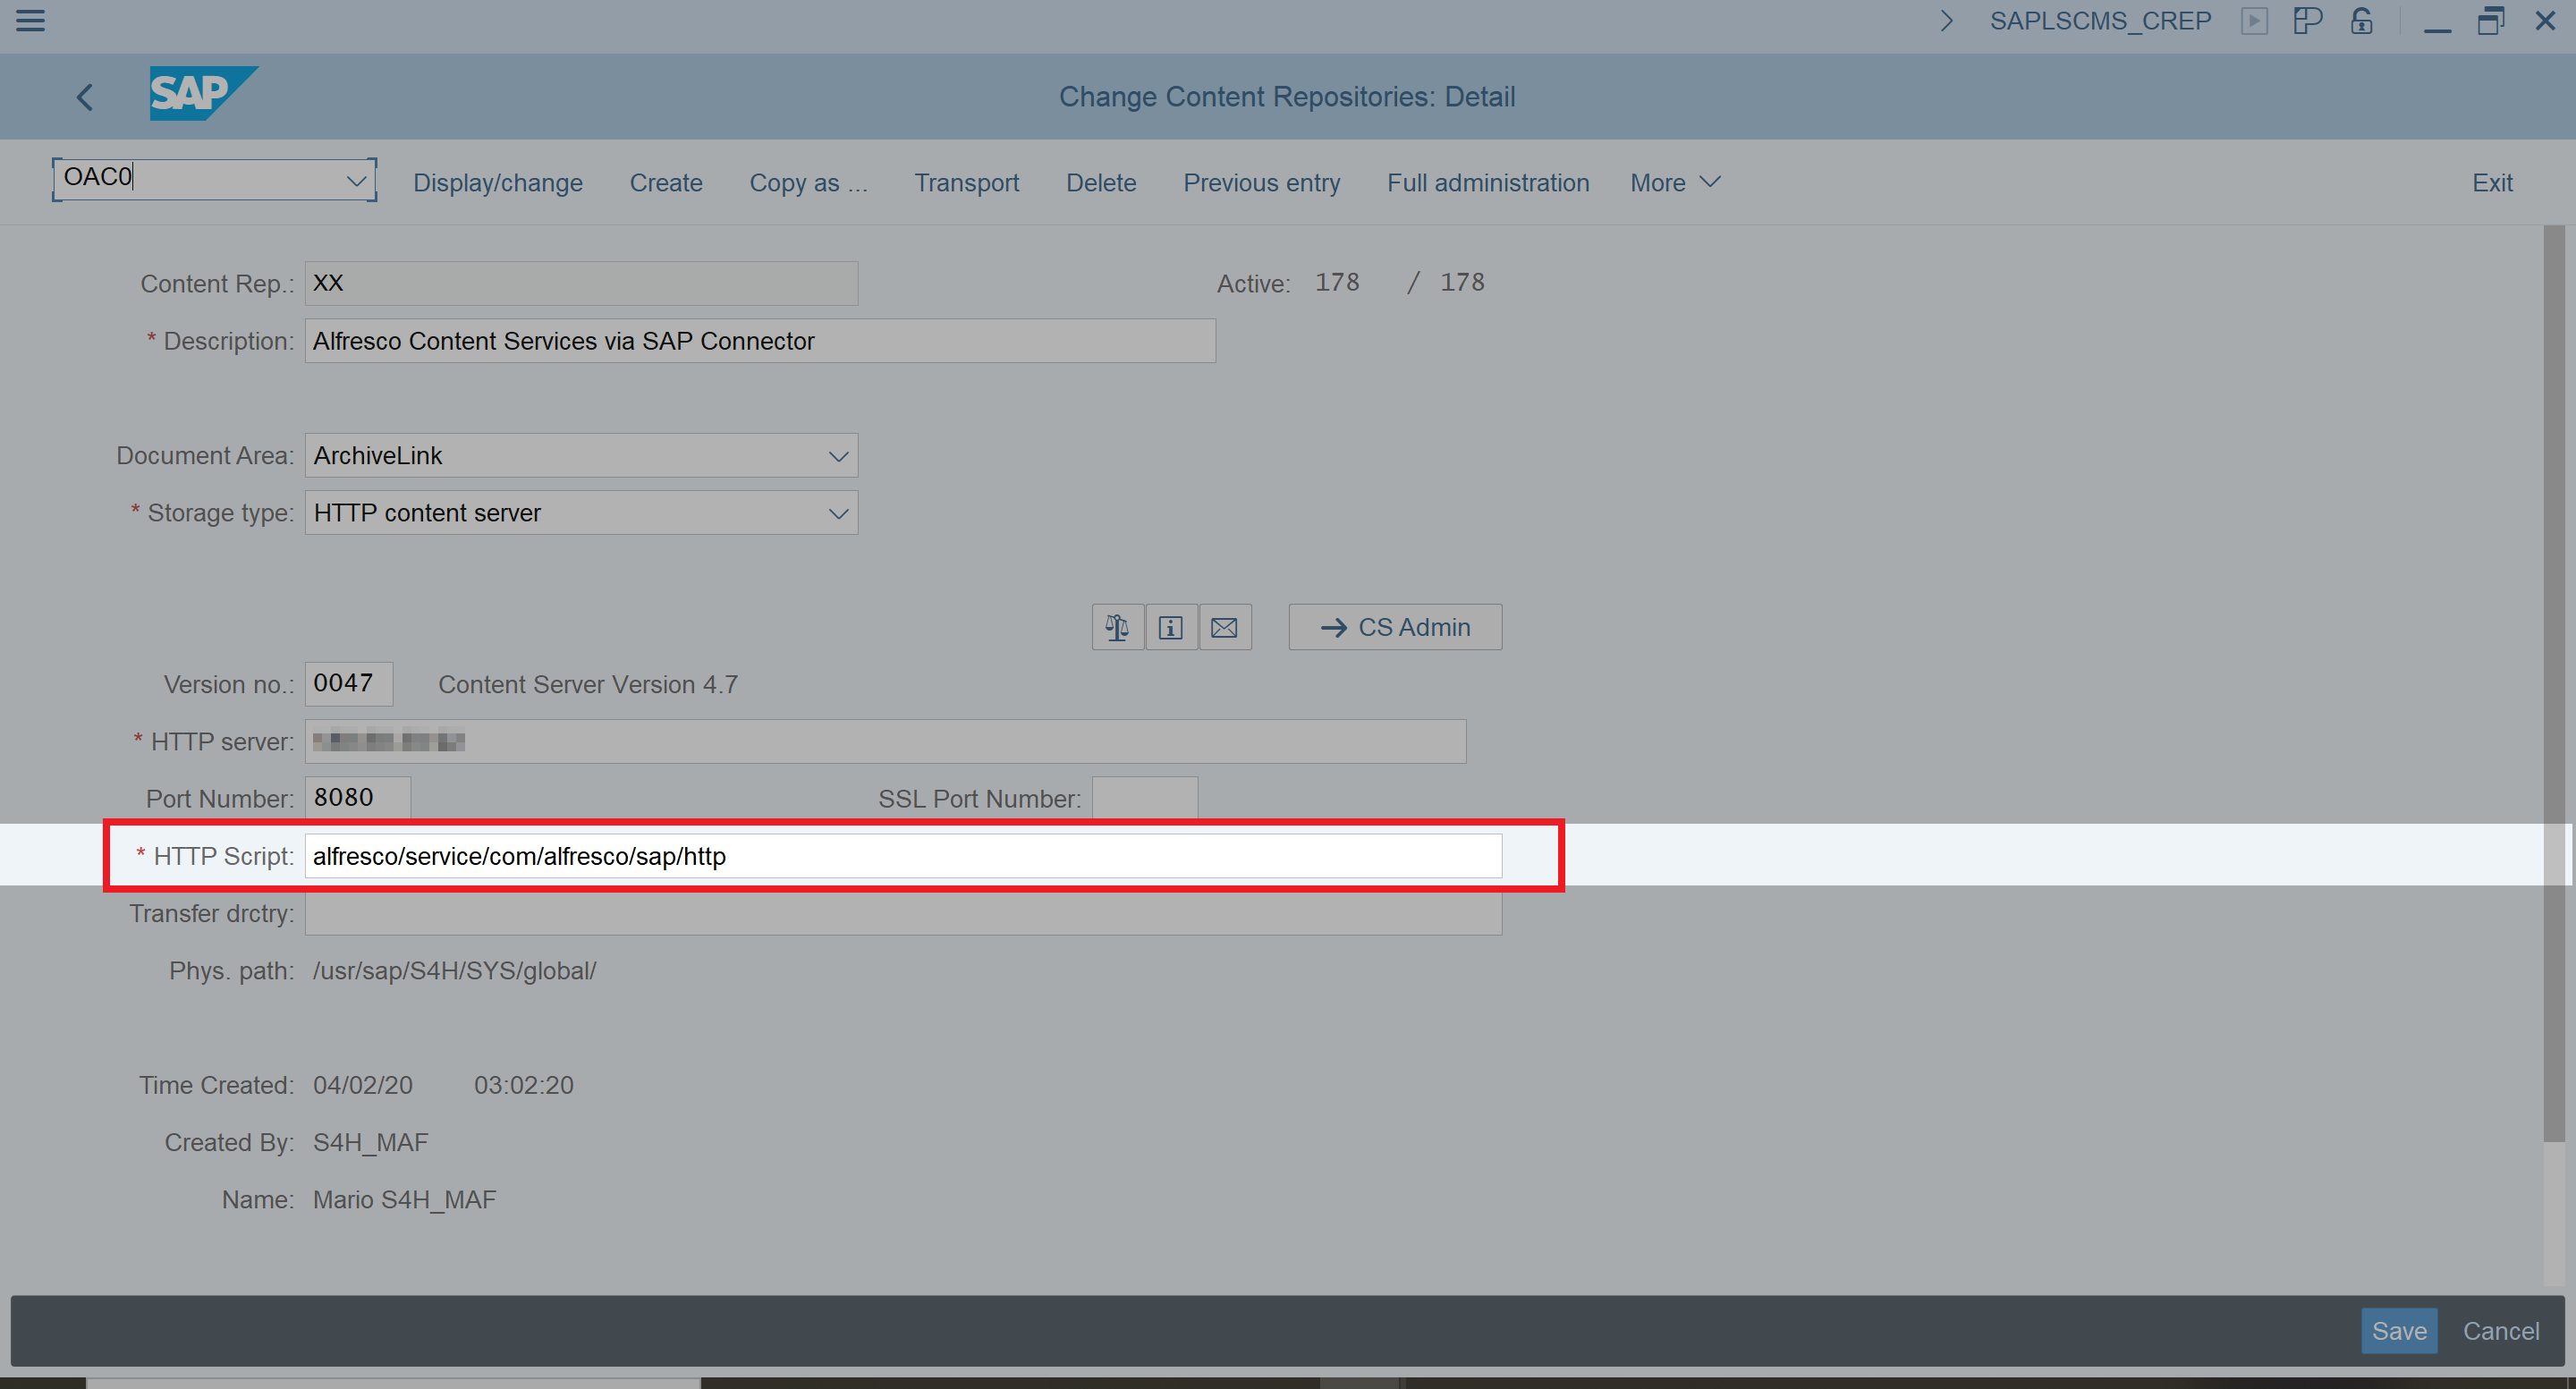 SAPLSCMS_CREP
SAP
Change Content Repositories: Detail
OAC0 Display/change Create Copy as ... Transport Delete Previous entry Full administration More Exit
Content Rep.: XX Active: 178 / 178
* Description: Alfresco Content Services via SAP Connector
Document Area: ArchiveLink
* Storage type: HTTP content server
CS Admin
Version no.: 0047 Content Server Version 4.7
* HTTP server:
Port Number: 8080 SSL Port Number:
* HTTP Script: alfresco/service/com/alfresco/sap/http
Transfer drctry:
Phys. path: /usr/sap/S4H/SYS/global/
Time Created: 04/02/20 03:02:20
Created By: S4H_MAF
Name: Mario S4H_MAF
Save Cancel